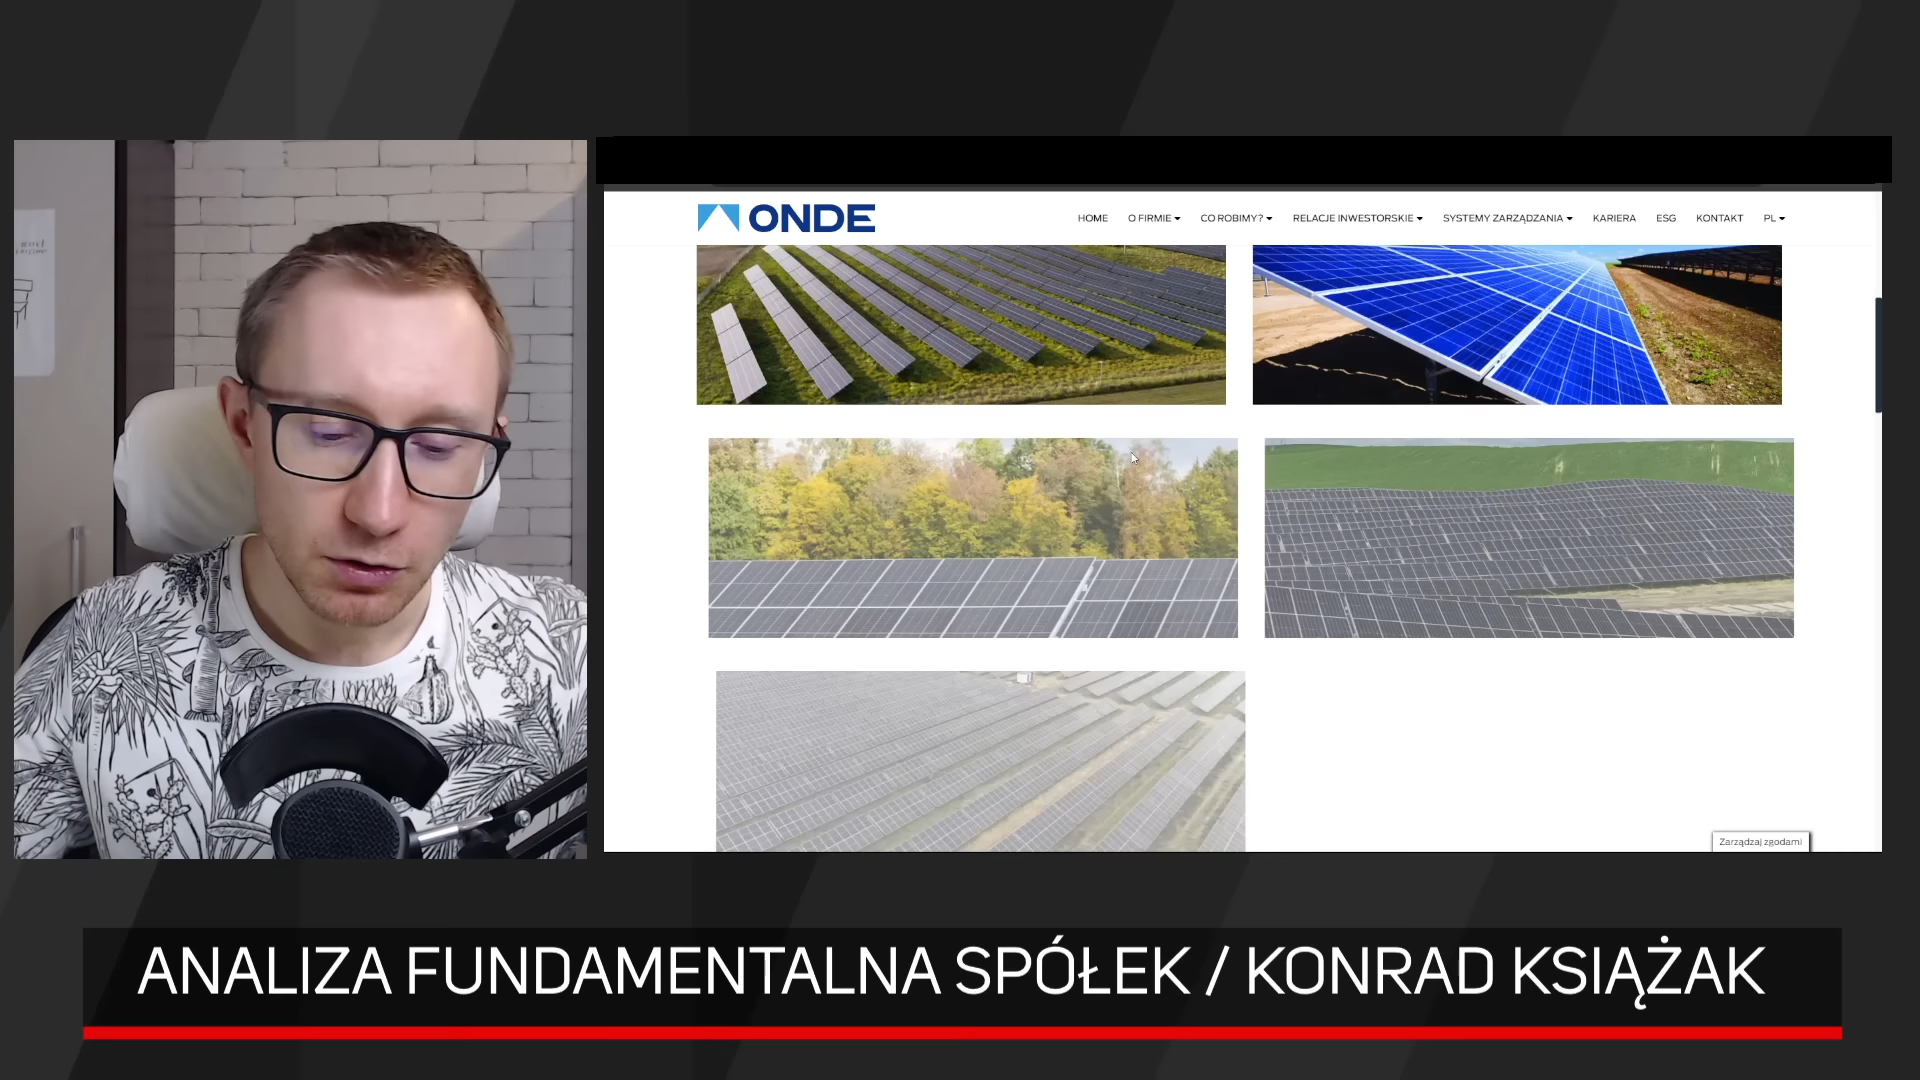 ONDE
HOME O FIRMIE CO ROBIMY? RELACJE INWESTORSKIE SYSTEMY ZARZĄDZANIA KARIERA ESG KONTAKT PL
Zarządzaj zgodami
ANALIZA FUNDAMENTALNA SPÓŁEK / KONRAD KSIĄŻAK